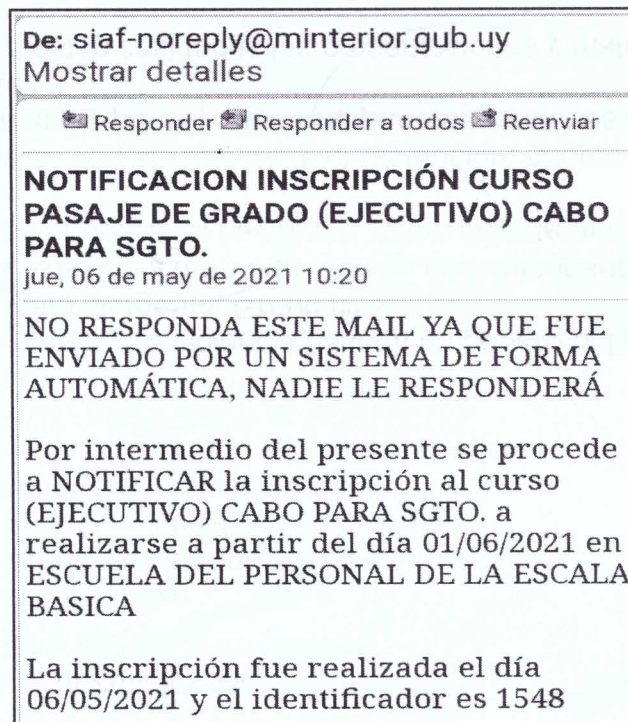 De: siaf-noreply@minterior.gub.uy
Mostrar detalles
Responder Responder a todos Reenviar
NOTIFICACION INSCRIPCIÓN CURSO
PASAJE DE GRADO (EJECUTIVO) CABO
PARA SGTO.
jue, 06 de may de 2021 10:20
NO RESPONDA ESTE MAIL YA QUE FUE
ENVIADO POR UN SISTEMA DE FORMA
AUTOMÁTICA, NADIE LE RESPONDERÁ
Por intermedio del presente se procede
a NOTIFICAR la inscripción al curso
(EJECUTIVO) CABO PARA SGTO. a
realizarse a partir del día 01/06/2021 en
ESCUELA DEL PERSONAL DE LA ESCALA
BASICA
La inscripción fue realizada el día
06/05/2021 y el identificador es 1548